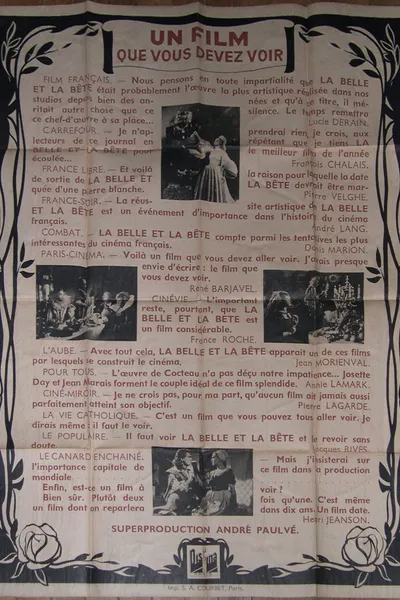 UN FILM
QUE VOUS DEVEZ VOIR
FILM FRANÇAIS. — Nous pensons en toute impartialité que LA BELLE
ET LA BÊTE était probablement l'œuvre la plus artistique réalisée dans nos
studios depuis bien des années et qu'à ce titre, il méritait
autre chose que ce
silence. Le temps remettra
ce chef-d'œuvre à sa place...
Lucie DERAIN.
CARREFOUR. — Je n'apprendrai rien je crois, aux
lecteurs de ce journal en
répétant que je tiens LA
BELLE ET LA BÊTE pour
le meilleur film de l'année
écoulée...
François CHALAIS.
FRANCE LIBRE. — Et voilà
la raison pour laquelle la date
de sortie de LA BELLE ET
LA BÊTE devrait être marquée
d'une pierre blanche.
Pierre VELGHE.
FRANCE-SOIR. — La réussite
artistique de LA BELLE
ET LA BÊTE est un événement d'importance dans l'histoire du cinéma
français.
André LANG.
COMBAT. — LA BELLE ET LA BÊTE compte parmi les tentatives les plus
intéressantes du cinéma français.
Denis MARION.
PARIS-CINÉMA. — Voilà un film que vous devez aller voir. J'avais presque
envie d'écrire : le film que
vous devez voir.
René BARJAVEL.
CINÉVIE. — L'important
reste, pourtant, que LA
BELLE ET LA BÊTE est
un film considérable.
France ROCHE.
L'AUBE. — Avec tout cela, LA BELLE ET LA BÊTE apparaît un de ces films
par lesquels se construit le cinéma.
Jean MORIENVAL.
POUR TOUS. — L'œuvre de Cocteau n'a pas déçu notre impatience... Josette
Day et Jean Marais forment le couple idéal de ce film splendide. Annie LAMARK.
CINÉ-MIROIR. — Je ne crois pas, pour ma part, qu'aucun film ait jamais aussi
parfaitement atteint son objectif.
Pierre LAGARDE.
LA VIE CATHOLIQUE. — C'est un film que vous pouvez tous aller voir. Je
dirais même : il faut le voir.
LE POPULAIRE. — Il faut voir LA BELLE ET LA BÊTE et le revoir sans
doute.
Jacques RIVES.
LE CANARD ENCHAINÉ. — Mais j'insisterai sur
l'importance capitale de ce film dans la production
mondiale.
Enfin, est-ce un film à voir ?
Bien sûr. Plutôt deux fois qu'une. C'est même
un film dont on reparlera dans dix ans. Un film daté.
Henri JEANSON.
SUPERPRODUCTION ANDRÉ PAULVÉ.
DisCina
PARIS
Imp. S. A. COURBET, Paris.